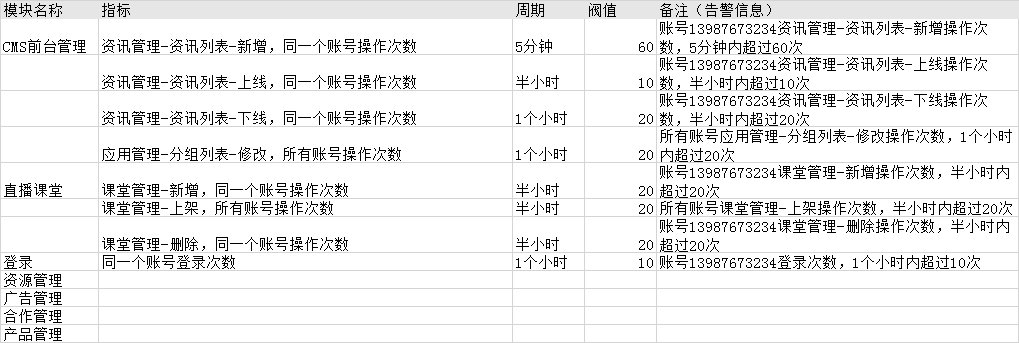 模块名称 指标 周期 阀值 备注（告警信息）
账号13987673234资讯管理-资讯列表-新增操作次
CMS前台管理 资讯管理-资讯列表-新增，同一个账号操作次数 5分钟 60 数，5分钟内超过60次
账号13987673234资讯管理-资讯列表-上线操作次
资讯管理-资讯列表-上线，同一个账号操作次数 半小时 10 数，半小时内超过10次
账号13987673234资讯管理-资讯列表-下线操作次
资讯管理-资讯列表-下线，同一个账号操作次数 1个小时 20 数，半小时内超过20次
所有账号应用管理-分组列表-修改操作次数，1个小时
应用管理-分组列表-修改，所有账号操作次数 1个小时 20 内超过20次
账号13987673234课堂管理-新增操作次数，半小时内
直播课堂 课堂管理-新增，同一个账号操作次数 半小时 20 超过20次
课堂管理-上架，所有账号操作次数 半小时 20 所有账号课堂管理-上架操作次数，半小时内超过20次
账号13987673234课堂管理-删除操作次数，半小时内
课堂管理-删除，同一个账号操作次数 半小时 20 超过20次
登录 同一个账号登录次数 1个小时 10 账号13987673234登录次数，1个小时内超过10次
资源管理
广告管理
合作管理
产品管理